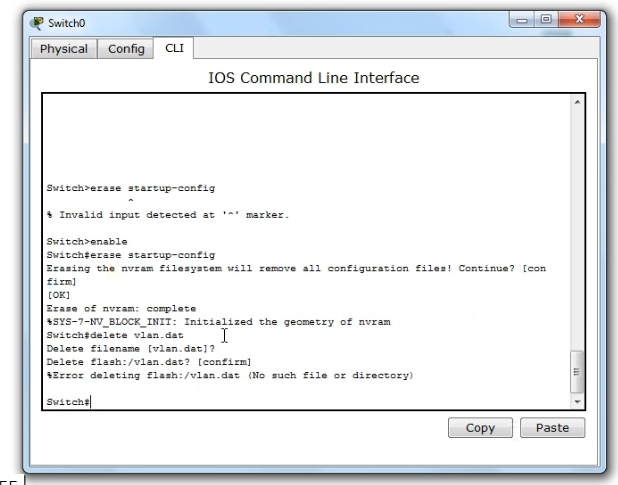 Switch0
Physical Config CLI
IOS Command Line Interface
Switch>erase startup-config
^
% Invalid input detected at '^' marker.
Switch>enable
Switch#erase startup-config
Erasing the nvram filesystem will remove all configuration files! Continue? [con
firm]
[OK]
Erase of nvram: complete
%SYS-7-NV_BLOCK_INIT: Initialized the geometry of nvram
Switch#delete vlan.dat
Delete filename [vlan.dat]?
Delete flash:/vlan.dat? [confirm]
%Error deleting flash:/vlan.dat (No such file or directory)
Switch#
Copy Paste